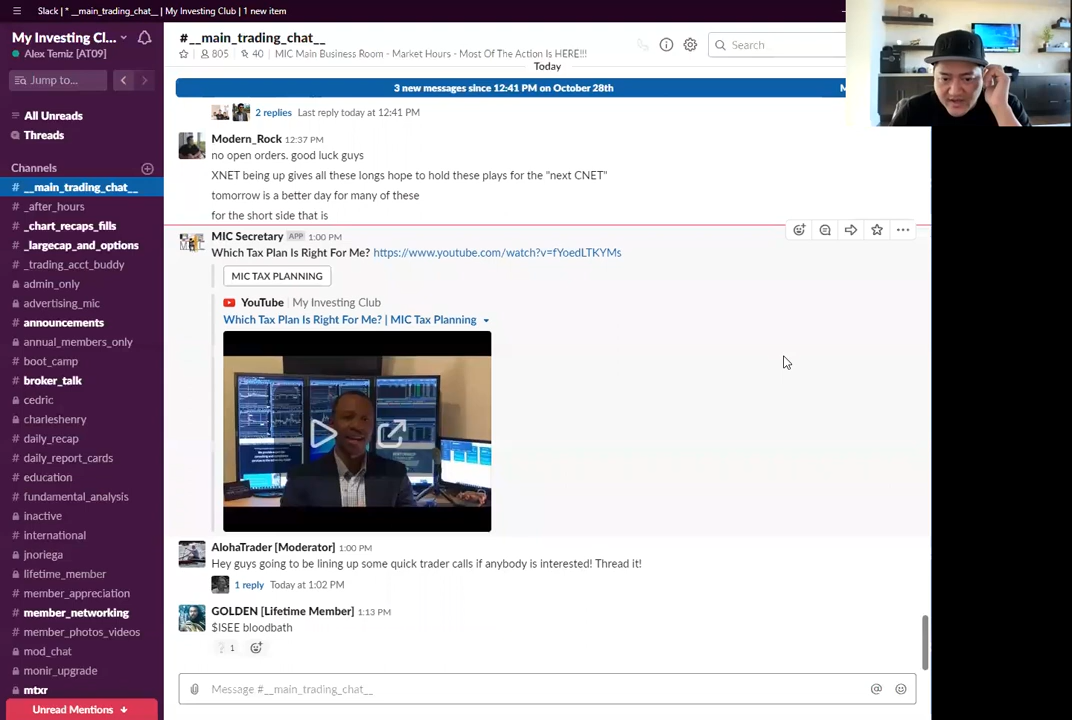 Slack | * __main_trading_chat__ | My Investing Club | 1 new item
My Investing Cl...
Alex Temiz [AT09]
Jump to...
All Unreads
Threads
Channels
# __main_trading_chat__
# _after_hours
# _chart_recaps_fills
# _largecap_and_options
# _trading_acct_buddy
admin_only
# advertising_mic
announcements
annual_members_only
boot_camp
broker_talk
# cedric
charleshenry
# daily_recap
# daily_report_cards
# education
# fundamental_analysis
inactive
# international
jnoriega
lifetime_member
# member_appreciation
# member_networking
# member_photos_videos
mod_chat
monir_upgrade
mtxr
Unread Mentions
#__main_trading_chat__
805
40
MIC Main Business Room - Market Hours - Most Of The Action Is HERE!!!
Search
Today
3 new messages since 12:41 PM on October 28th
M
2 replies Last reply today at 12:41 PM
Modern_Rock 12:37 PM
no open orders. good luck guys
XNET being up gives all these longs hope to hold these plays for the "next CNET"
tomorrow is a better day for many of these
for the short side that is
MIC Secretary APP 1:00 PM
Which Tax Plan Is Right For Me? https://www.youtube.com/watch?v=fYoedLTKYMs
MIC TAX PLANNING
YouTube | My Investing Club
Which Tax Plan Is Right For Me? | MIC Tax Planning
AlohaTrader [Moderator] 1:00 PM
Hey guys going to be lining up some quick trader calls if anybody is interested! Thread it!
1 reply Today at 1:02 PM
GOLDEN [Lifetime Member] 1:13 PM
$ISEE bloodbath
1
Message #__main_trading_chat__